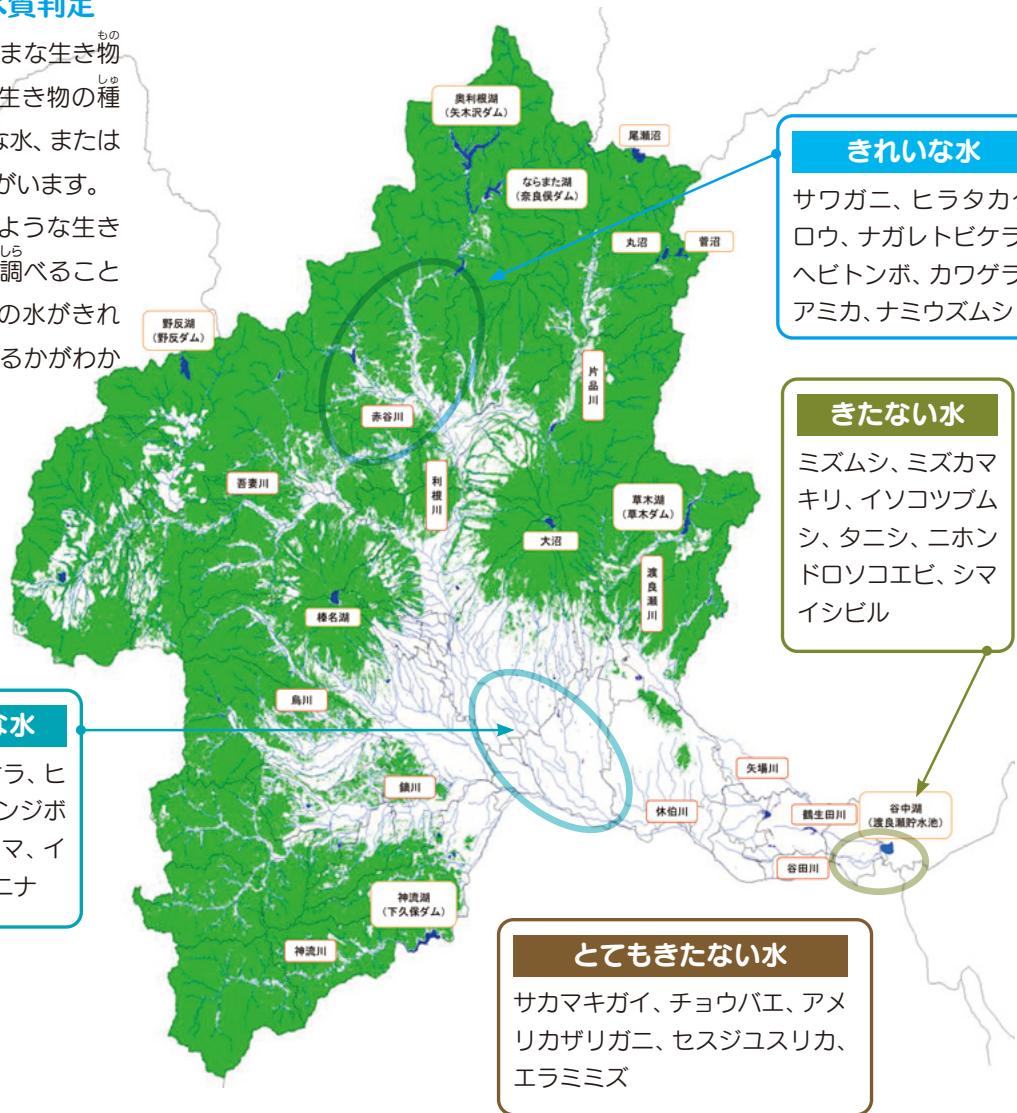 質判定
まな生き物
もの
生き物の種
しゅ
な水、または
がいます。
ような生き
調べること
しら
の水がきれ
るかがわか
奥利根湖
(矢木沢ダム)
尾瀬沼
ならまた湖
(奈良俣ダム)
丸沼
菅沼
野反湖
(野反ダム)
片品川
赤谷川
利根川
吾妻川
草木湖
(草木ダム)
大沼
渡良瀬川
榛名湖
烏川
鏑川
矢場川
休伯川
鶴生田川
谷中湖
(渡良瀬貯水池)
谷田川
神流湖
(下久保ダム)
神流川
きれいな水
サワガニ、ヒラタカゲ
ロウ、ナガレトビケラ
ヘビトンボ、カワゲラ
アミカ、ナミウズムシ
きたない水
ミズムシ、ミズカマ
キリ、イソコツブム
シ、タニシ、ニホン
ドロソコエビ、シマ
イシビル
な水
ラ、ヒ
ンジボ
マ、イ
ニナ
とてもきたない水
サカマキガイ、チョウバエ、アメ
リカザリガニ、セスジユスリカ、
エラミミズ